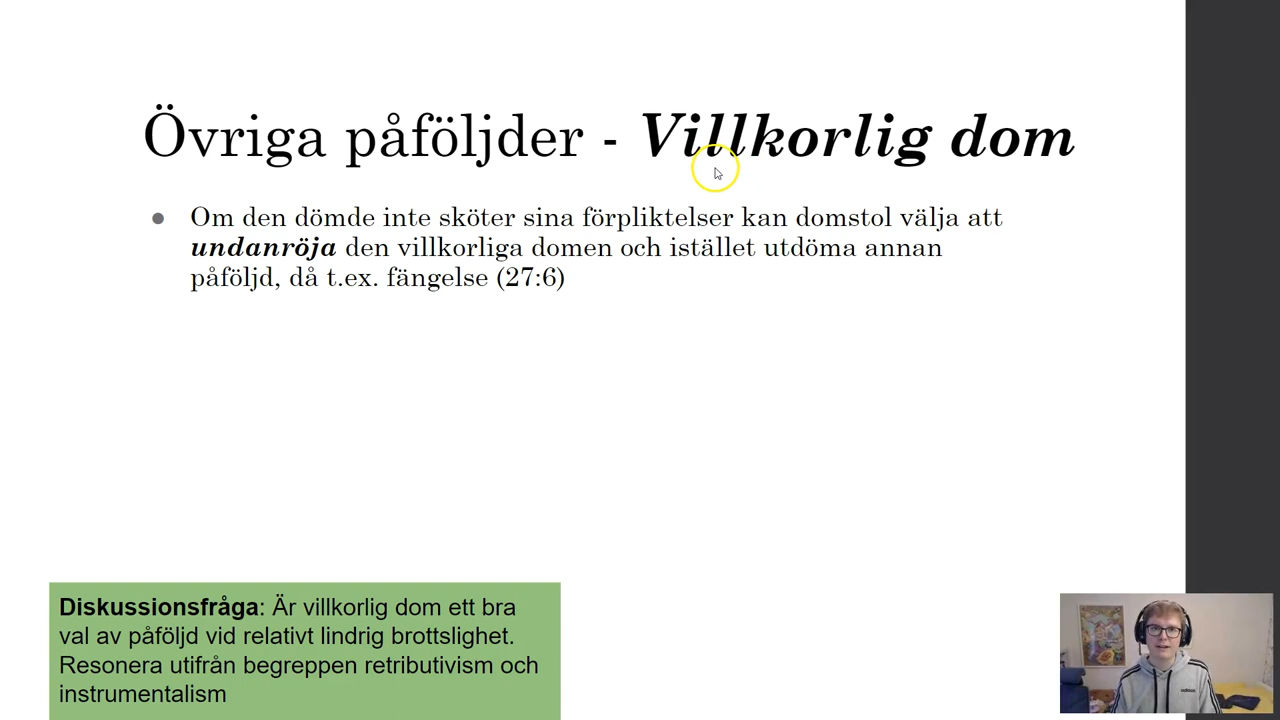 Övriga påföljder - Villkorlig dom
● Om den dömde inte sköter sina förpliktelser kan domstol välja att
undanröja den villkorliga domen och istället utdöma annan
påföljd, då t.ex. fängelse (27:6)
Diskussionsfråga: Är villkorlig dom ett bra
val av påföljd vid relativt lindrig brottslighet.
Resonera utifrån begreppen retributivism och
instrumentalism
adidas